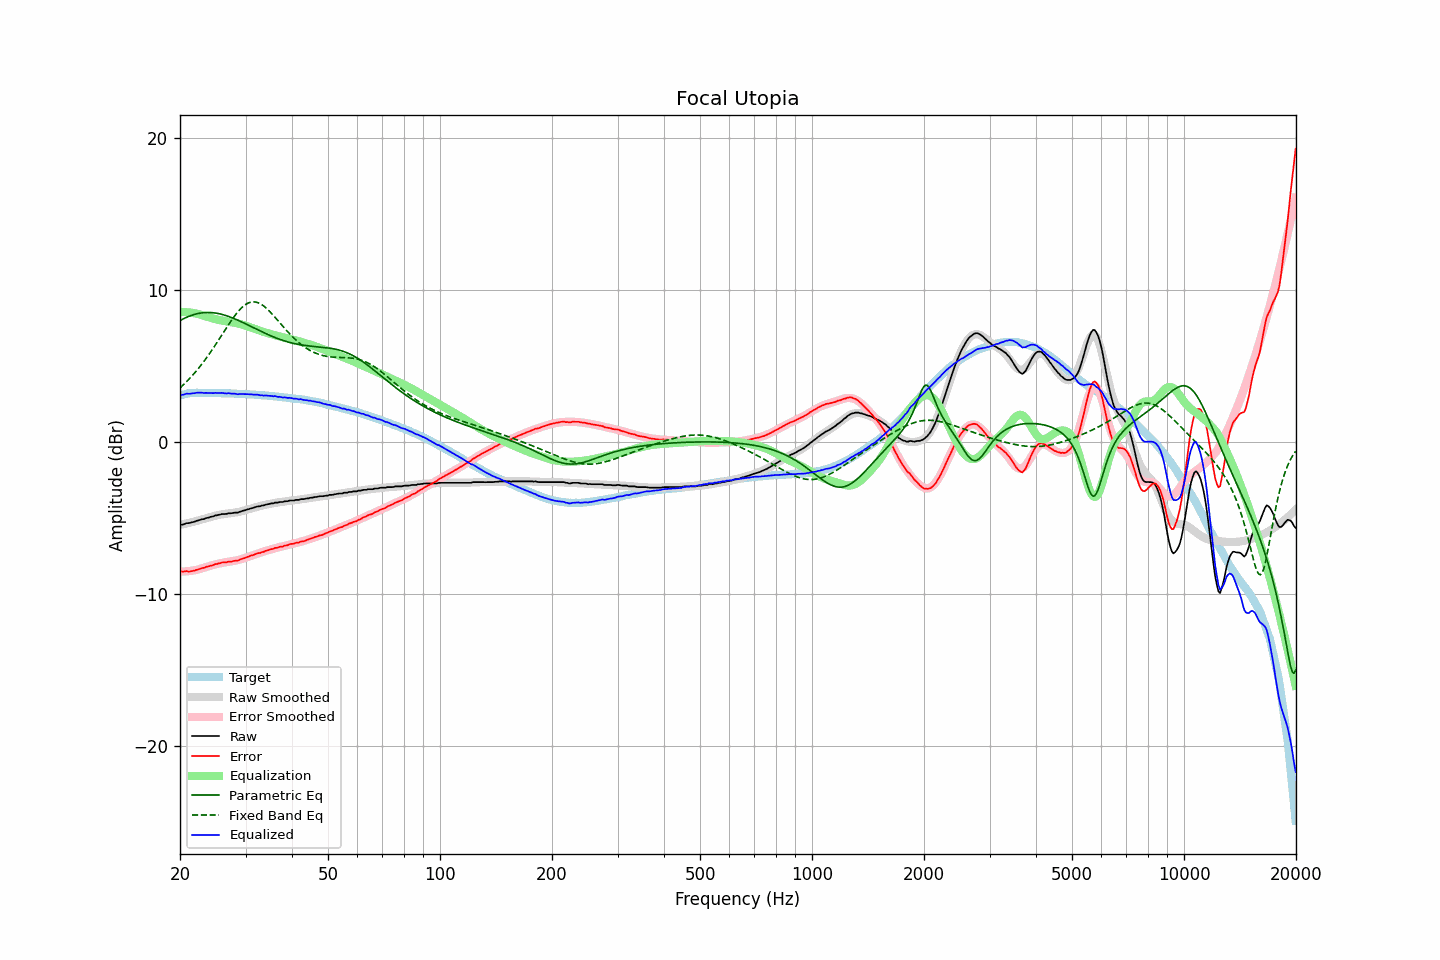 Focal Utopia
Amplitude (dBr)
20
10
0
−10
−20
Target
Raw Smoothed
Error Smoothed
Raw
Error
Equalization
Parametric Eq
Fixed Band Eq
Equalized
20 50 100 200 500 1000 2000 5000 10000 20000
Frequency (Hz)